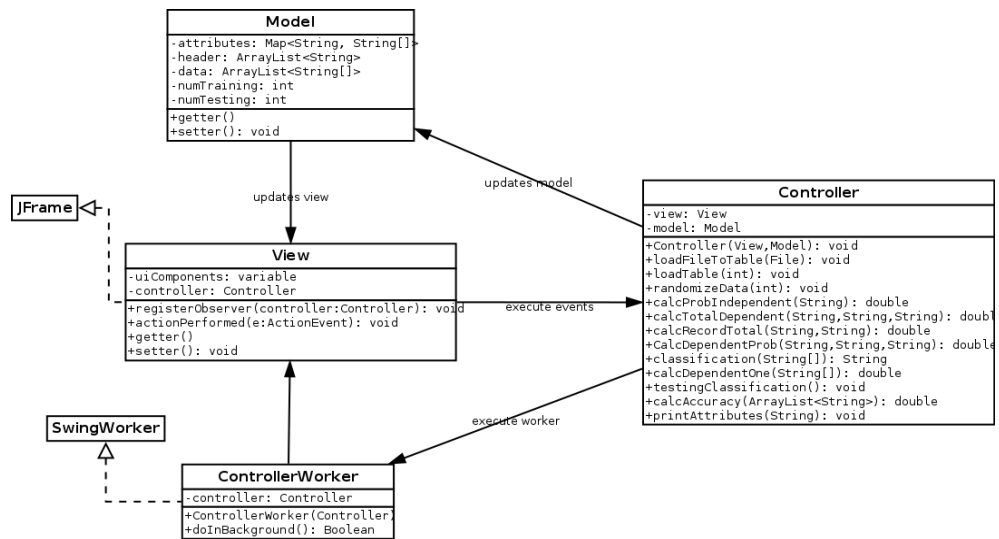 Model
-attributes: Map<String, String[]>
-header: ArrayList<String>
-data: ArrayList<String[]>
-numTraining: int
-numTesting: int
+getter()
+setter(): void
updates view
updates model
JFrame
View
-uiComponents: variable
-controller: Controller
+registerObserver(controller:Controller): void
+actionPerformed(e:ActionEvent): void
+getter()
+setter(): void
execute events
Controller
-view: View
-model: Model
+Controller(View,Model): void
+loadFileToTable(File): void
+loadTable(int): void
+randomizeData(int): void
+calcProbIndependent(String): double
+calcTotalDependent(String,String,String): doubl
+calcRecordTotal(String,String): double
+CalcDependentProb(String,String,String): double
+classification(String[]): String
+calcDependentOne(String[]): double
+testingClassification(): void
+calcAccuracy(ArrayList<String>): double
+printAttributes(String): void
execute worker
SwingWorker
ControllerWorker
-controller: Controller
+ControllerWorker(Controller)
+doInBackground(): Boolean